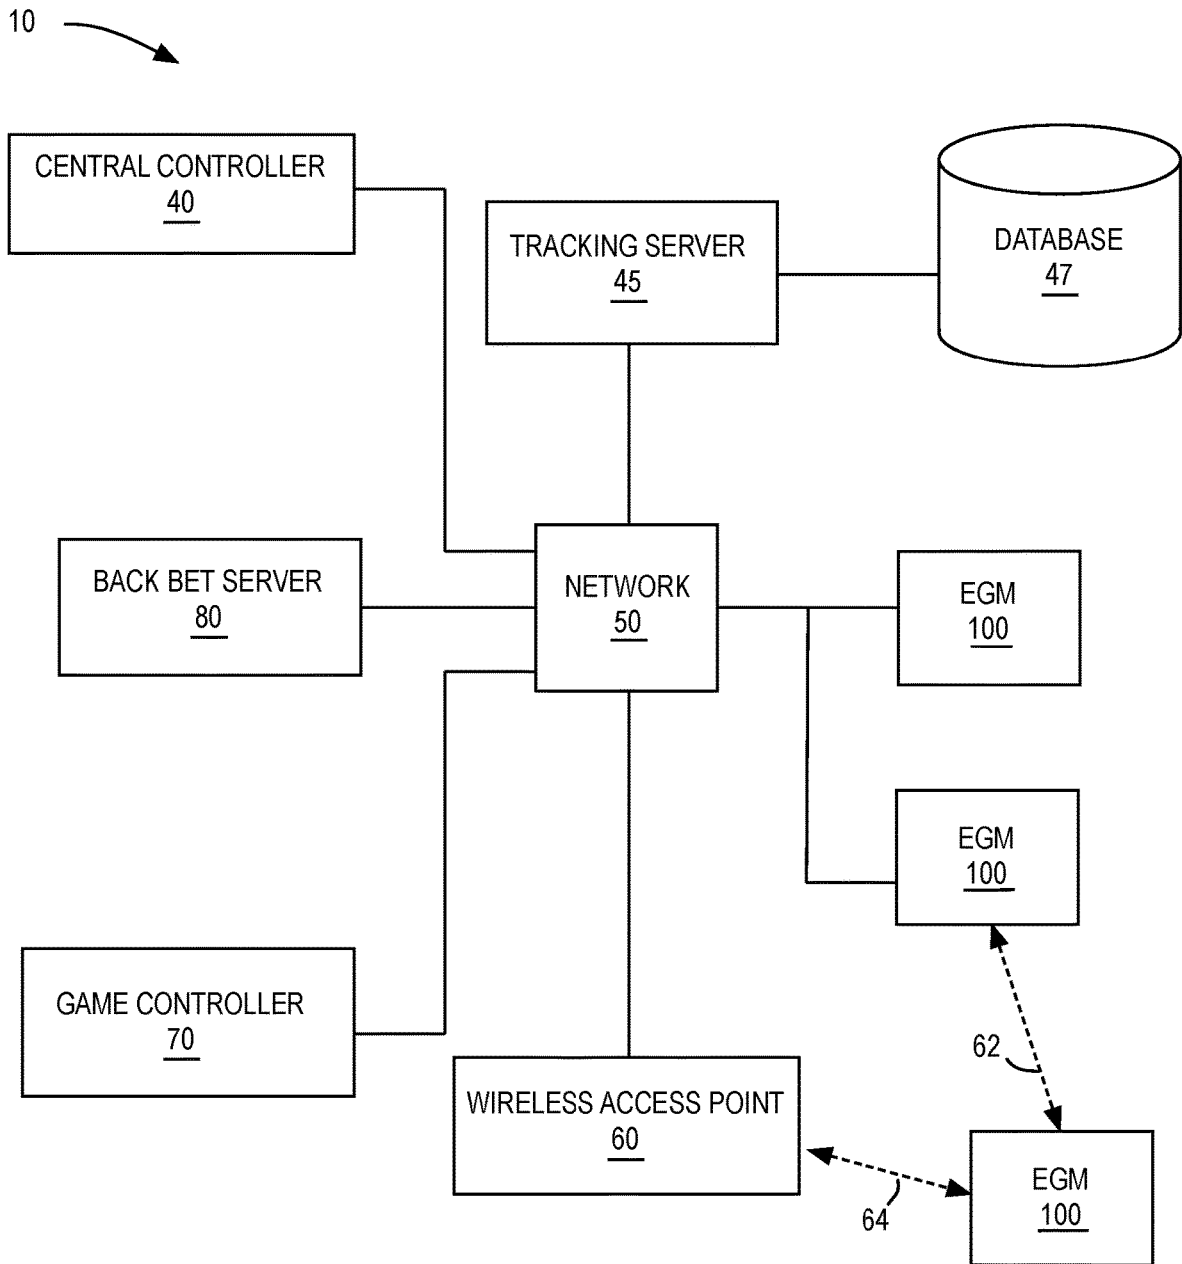 10
CENTRAL CONTROLLER
40
TRACKING SERVER
45
DATABASE
47
BACK BET SERVER
80
NETWORK
50
EGM
100
EGM
100
GAME CONTROLLER
70
62
WIRELESS ACCESS POINT
60
64
EGM
100